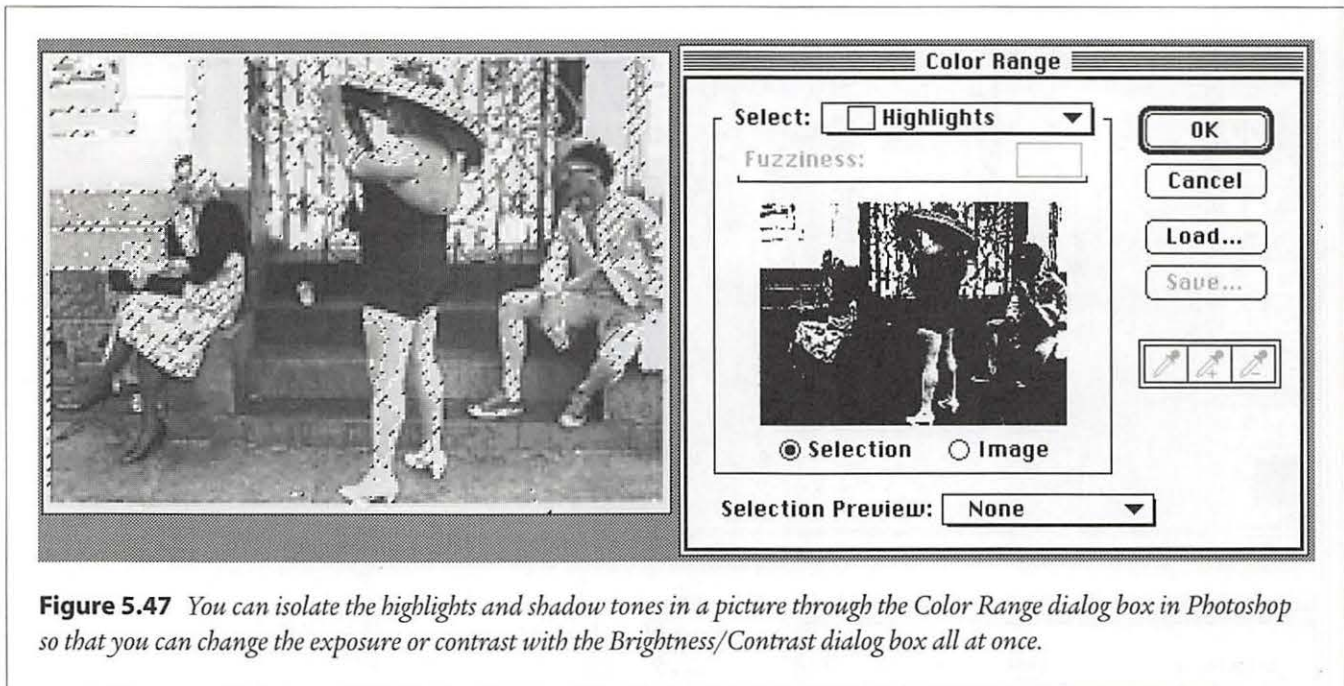 Color Range
Select: Highlights
Fuzziness:
OK
Cancel
Load...
Save...
Selection Image
Selection Preview: None
Figure 5.47 You can isolate the highlights and shadow tones in a picture through the Color Range dialog box in Photoshop
so that you can change the exposure or contrast with the Brightness/Contrast dialog box all at once.